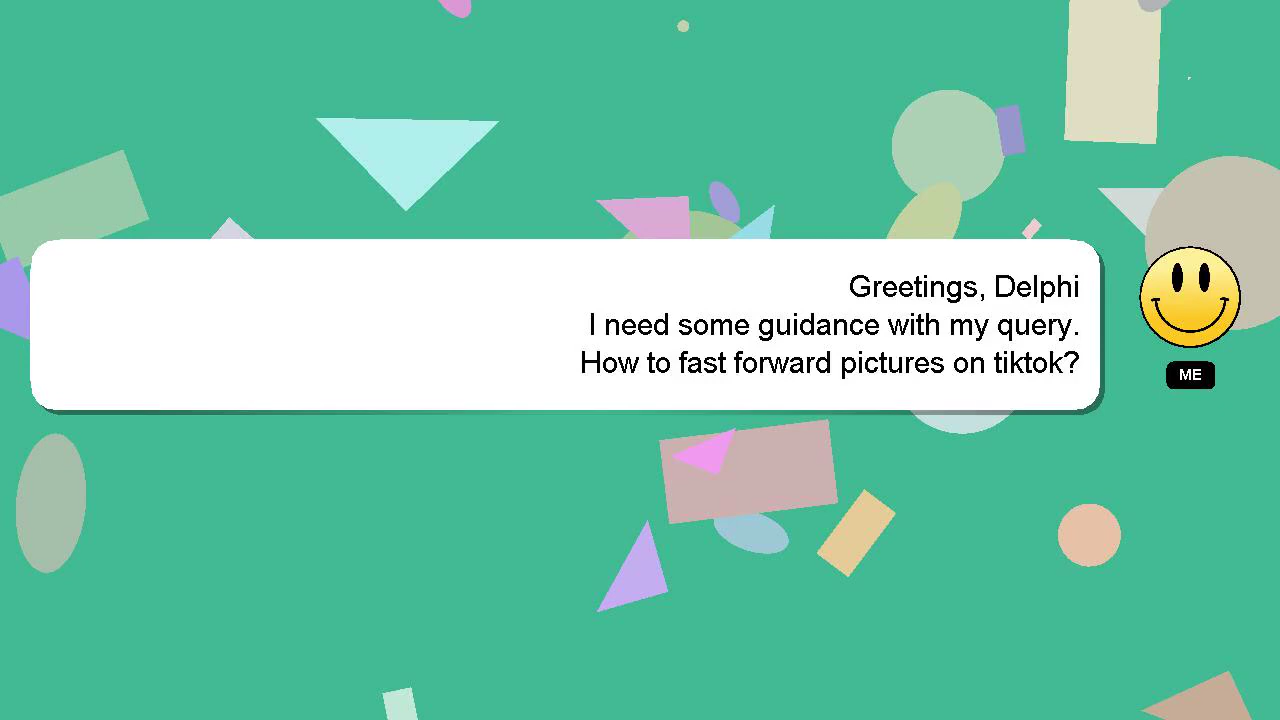 Greetings, Delphi
I need some guidance with my query.
How to fast forward pictures on tiktok?
ME